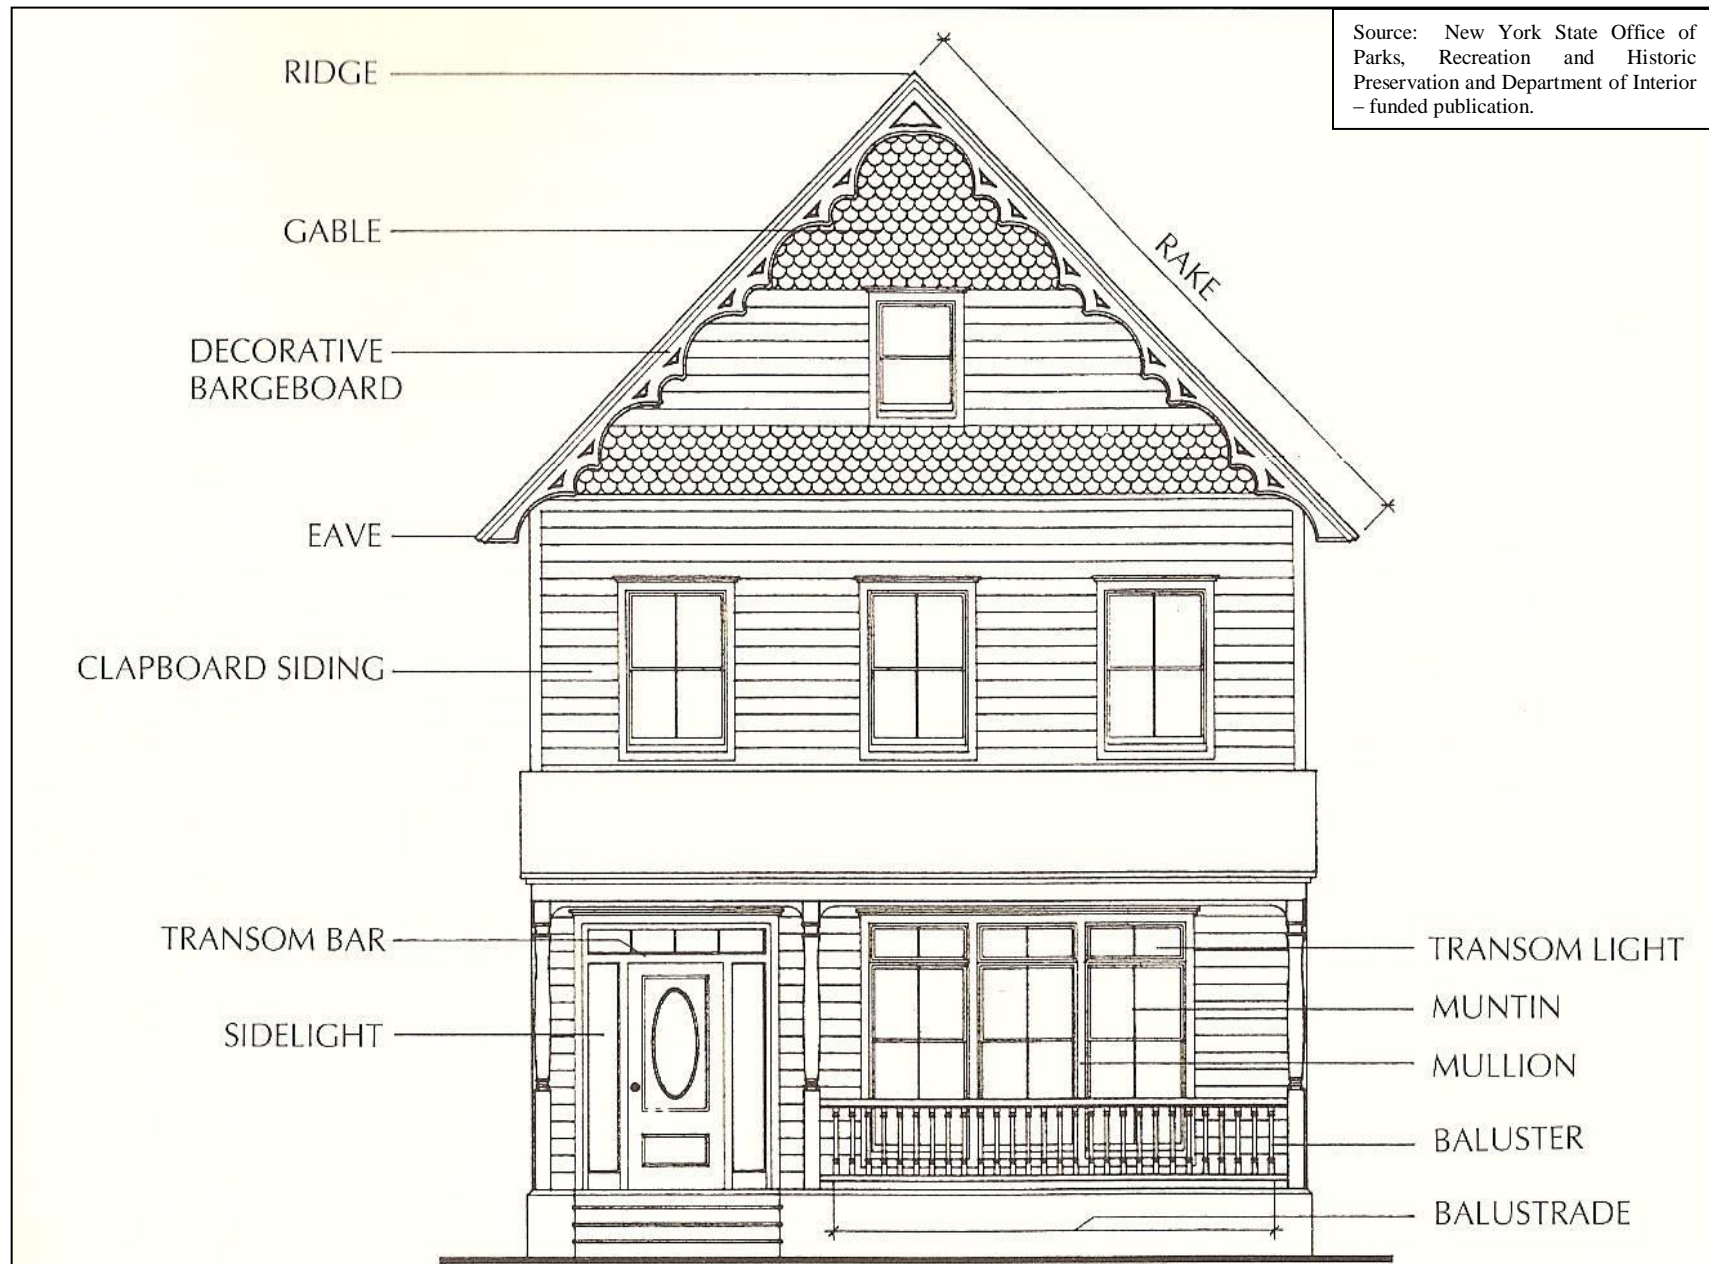 Source: New York State Office of
Parks, Recreation and Historic
Preservation and Department of Interior
– funded publication.
RIDGE
GABLE
RAKE
DECORATIVE
BARGEBOARD
EAVE
CLAPBOARD SIDING
TRANSOM BAR
SIDELIGHT
TRANSOM LIGHT
MUNTIN
MULLION
BALUSTER
BALUSTRADE